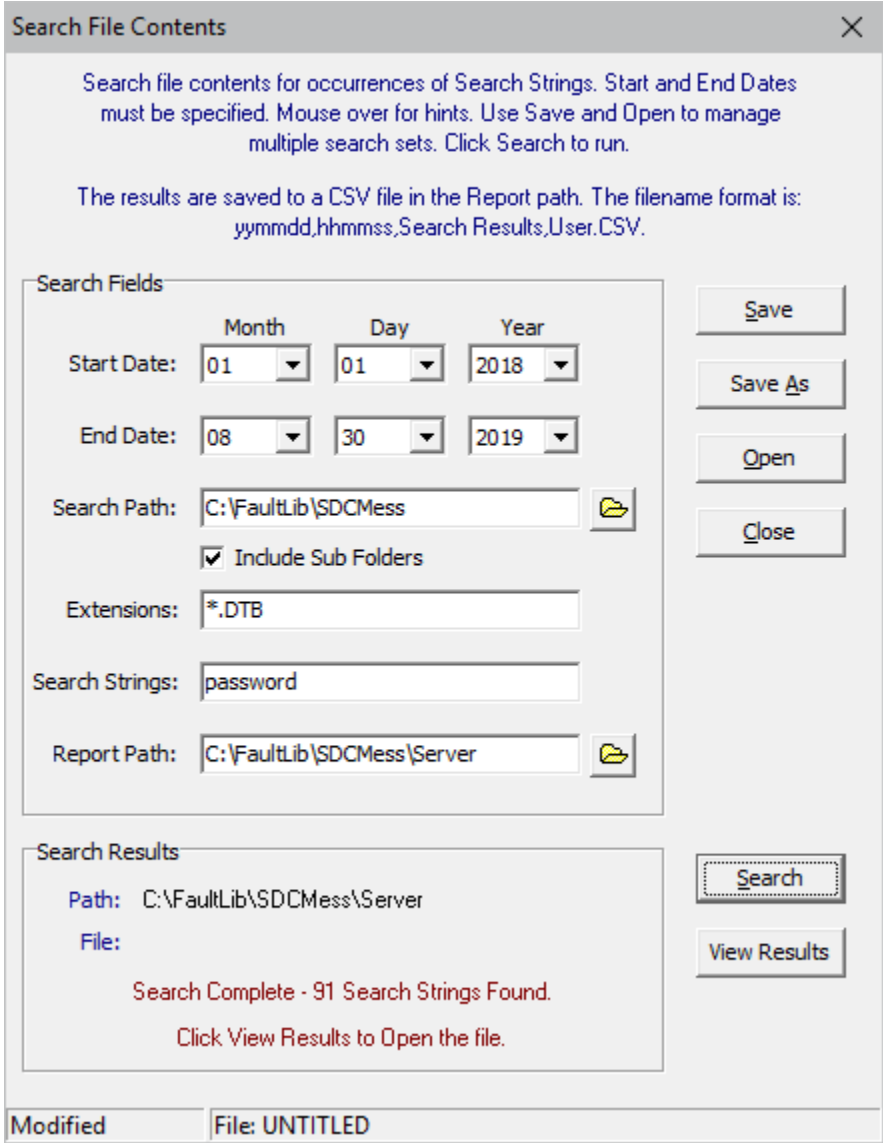 Search File Contents
Search file contents for occurrences of Search Strings. Start and End Dates
must be specified. Mouse over for hints. Use Save and Open to manage
multiple search sets. Click Search to run.
The results are saved to a CSV file in the Report path. The filename format is:
yymmdd,hhmmss,Search Results,User.CSV.
Search Fields
Month Day Year
Start Date: 01 01 2018
End Date: 08 30 2019
Search Path: C:\FaultLib\SDCMess
Include Sub Folders
Extensions: *.DTB
Search Strings: password
Report Path: C:\FaultLib\SDCMess\Server
Save
Save As
Open
Close
Search Results
Path: C:\FaultLib\SDCMess\Server
File:
Search Complete - 91 Search Strings Found.
Click View Results to Open the file.
Search
View Results
Modified File: UNTITLED